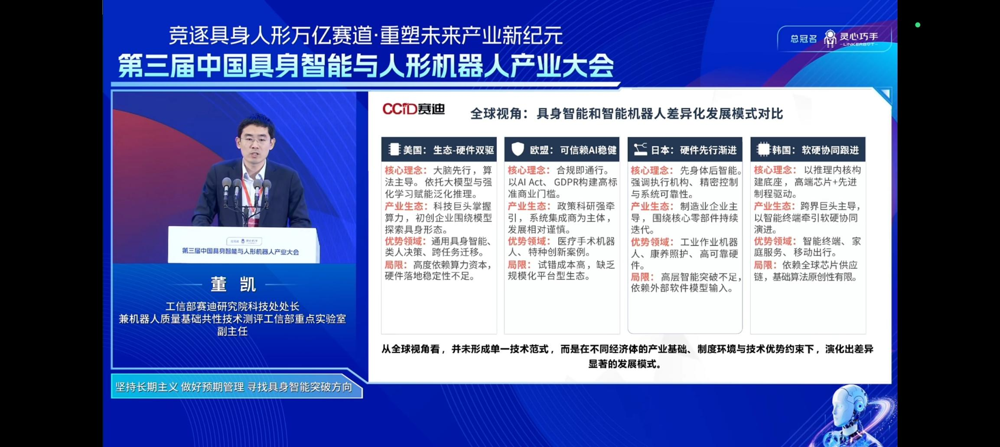 竞逐具身人形万亿赛道·重塑未来产业新纪元
第三届中国具身智能与人形机器人产业大会
总冠名 灵心巧手
-LINKERBOT-
CCID赛迪
全球视角：具身智能和智能机器人差异化发展模式对比
美国：生态-硬件双驱
核心理念：大脑先行，算
法主导。依托大模型与强
化学习赋能泛化推理。
产业生态：科技巨头掌握
算力，初创企业围绕模型
探索具身形态。
优势领域：通用具身智能、
类人决策、跨任务迁移。
局限：高度依赖算力资本，
硬件落地稳定性不足。
欧盟：可信赖AI稳健
核心理念：合规即通行。
以AI Act、GDPR构建高标
准商业门槛。
产业生态：政策科研强牵
引，系统集成商为主体，
发展相对谨慎。
优势领域：医疗手术机器
人、特种创新案例。
局限：试错成本高，缺乏
规模化平台型生态。
日本：硬件先行渐进
核心理念：先身体后智能。
强调执行机构、精密控制
与系统可靠性。
产业生态：制造业企业主
导，围绕核心零部件持续
迭代。
优势领域：工业作业机器
人、康养照护、高可靠硬
件。
局限：高层智能突破不足，
依赖外部软件模型输入。
韩国：软硬协同跟进
核心理念：以推理内核构
建底座，高端芯片+先进
制程驱动。
产业生态：跨界巨头主导，
以智能终端牵引软硬协同
演进。
优势领域：智能终端、家
庭服务、移动出行。
局限：依赖全球芯片供应
链，基础算法原创性有限。
从全球视角看，并未形成单一技术范式，而是在不同经济体的产业基础、制度环境与技术优势约束下，演化出差异
显著的发展模式。
总冠名 灵心巧手
第三届中国具身智能与人形机器人产业大会
董 凯
工信部赛迪研究院科技处处长
兼机器人质量基础共性技术测评工信部重点实验室
副主任
坚持长期主义 做好预期管理 寻找具身智能突破方向